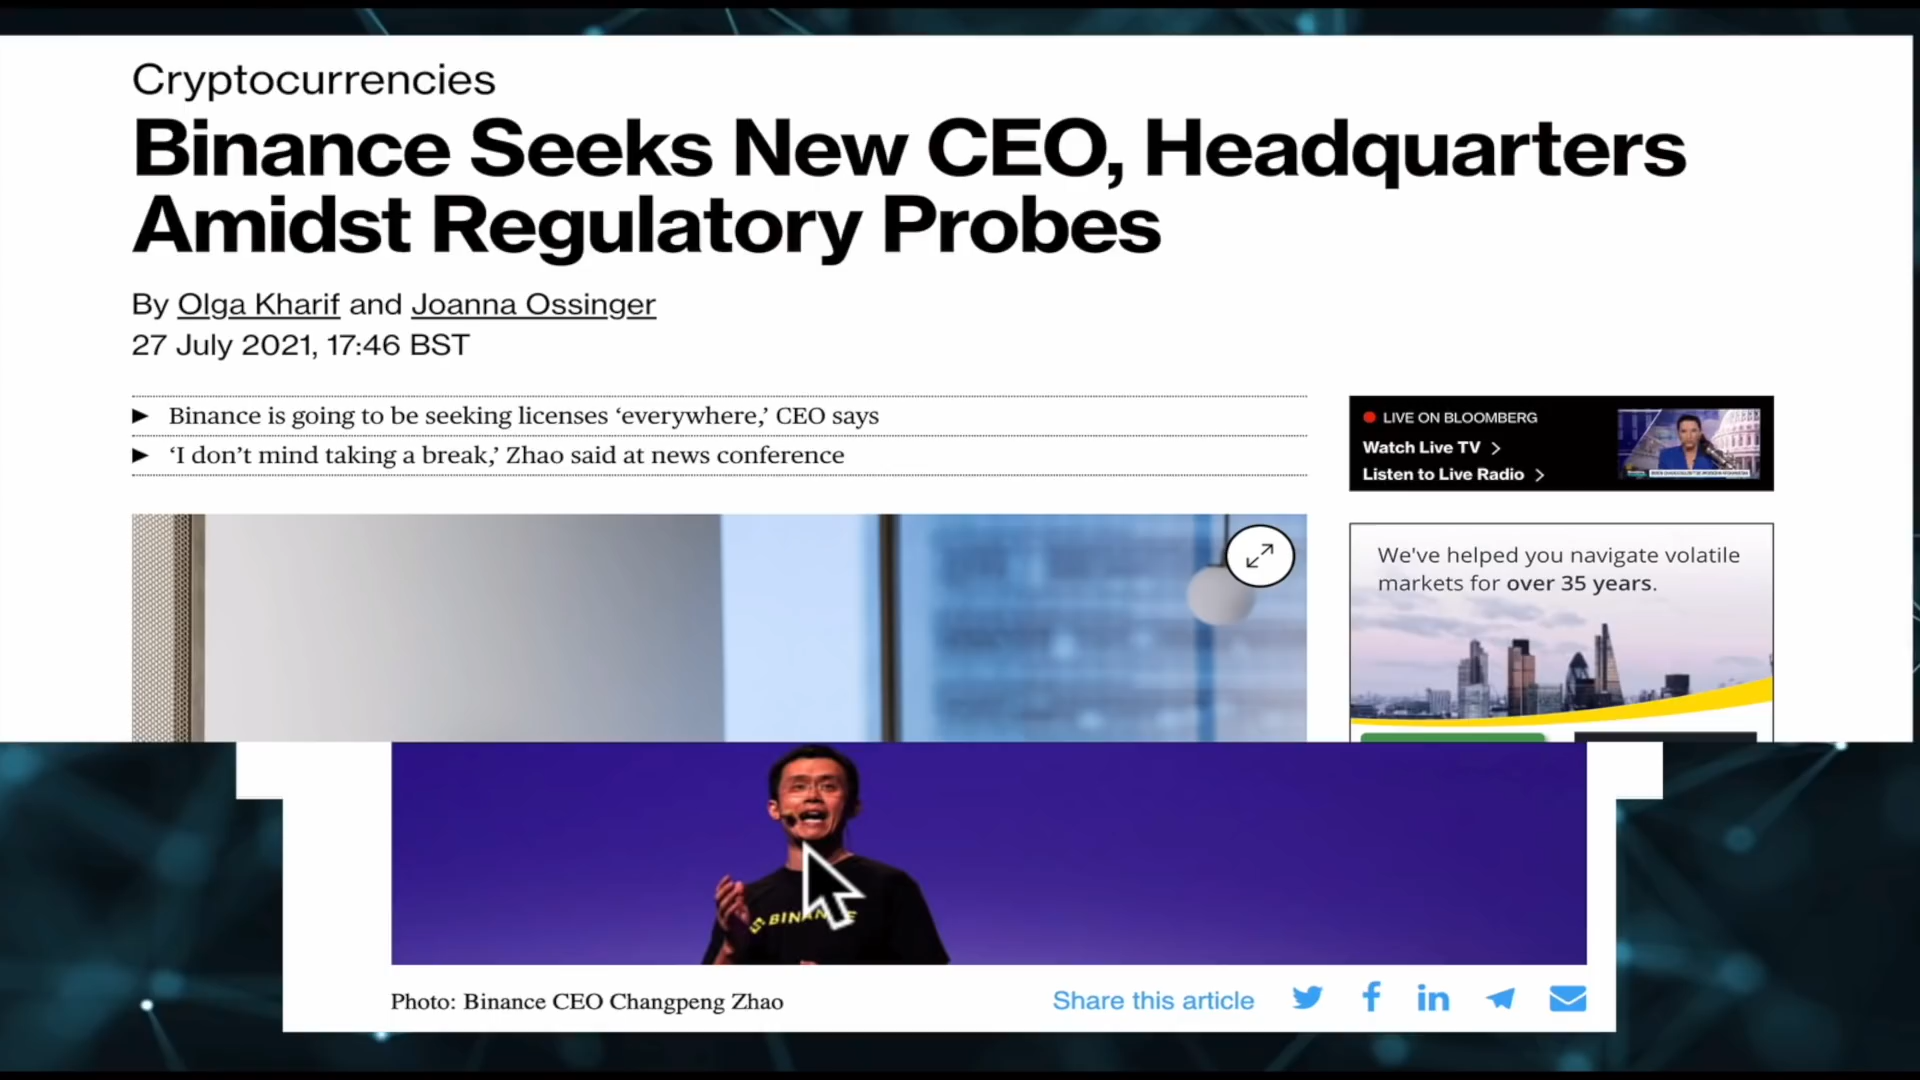 Cryptocurrencies
Binance Seeks New CEO, Headquarters
Amidst Regulatory Probes
By Olga Kharif and Joanna Ossinger
27 July 2021, 17:46 BST
► Binance is going to be seeking licenses ‘everywhere,’ CEO says
► ‘I don’t mind taking a break,’ Zhao said at news conference
LIVE ON BLOOMBERG
Watch Live TV >
Listen to Live Radio >
We've helped you navigate volatile
markets for over 35 years.
BINANCE
Photo: Binance CEO Changpeng Zhao
Share this article